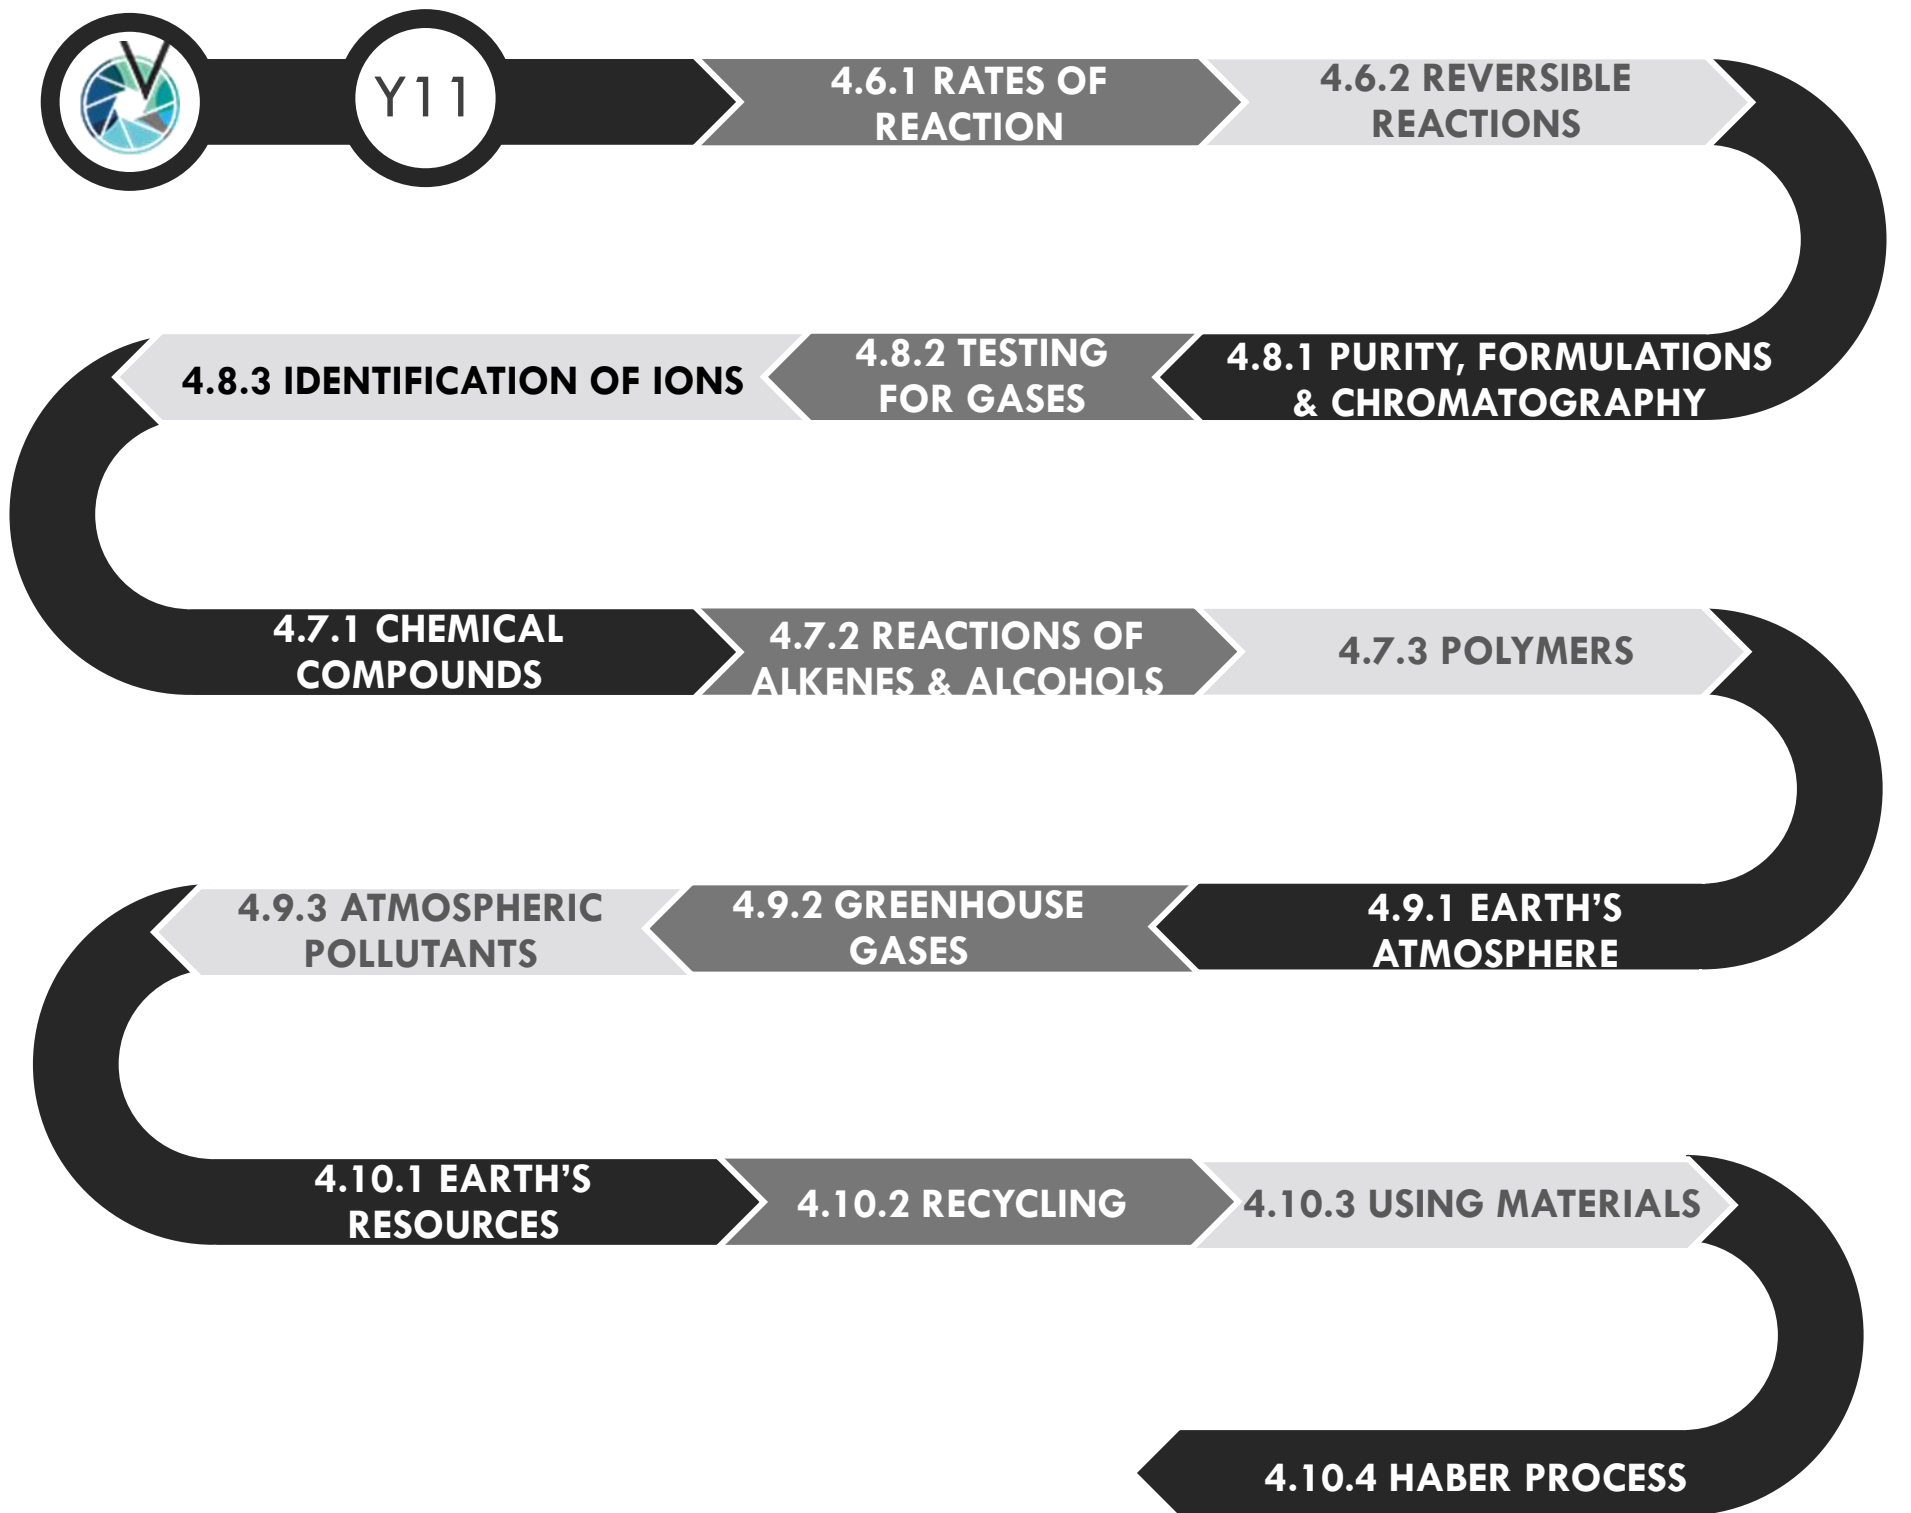 Y11
4.6.1 RATES OF
REACTION
4.6.2 REVERSIBLE
REACTIONS
4.8.1 PURITY, FORMULATIONS
& CHROMATOGRAPHY
4.8.2 TESTING
FOR GASES
4.8.3 IDENTIFICATION OF IONS
4.7.1 CHEMICAL
COMPOUNDS
4.7.2 REACTIONS OF
ALKENES & ALCOHOLS
4.7.3 POLYMERS
4.9.1 EARTH'S
ATMOSPHERE
4.9.2 GREENHOUSE
GASES
4.9.3 ATMOSPHERIC
POLLUTANTS
4.10.1 EARTH'S
RESOURCES
4.10.2 RECYCLING
4.10.3 USING MATERIALS
4.10.4 HABER PROCESS